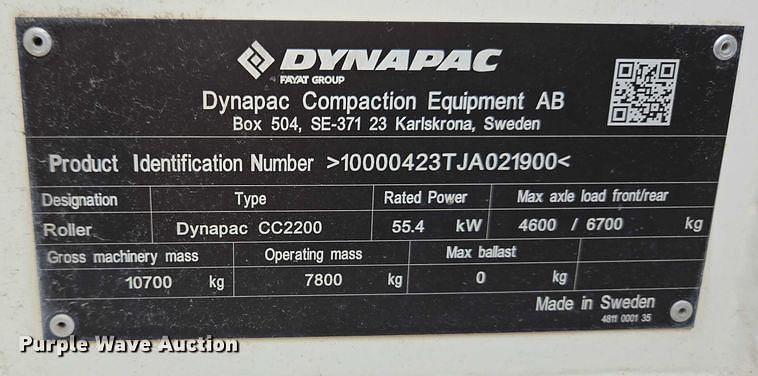 DYNAPAC
FAYAT GROUP
Dynapac Compaction Equipment AB
Box 504, SE-371 23 Karlskrona, Sweden
Product Identification Number >10000423TJA021900<
Designation Type Rated Power Max axle load front/rear
Roller Dynapac CC2200 55.4 kW 4600 / 6700 kg
Gross machinery mass Operating mass Max ballast
10700 kg 7800 kg 0 kg
Made in Sweden
4811 0001 35
Purple Wave Auction